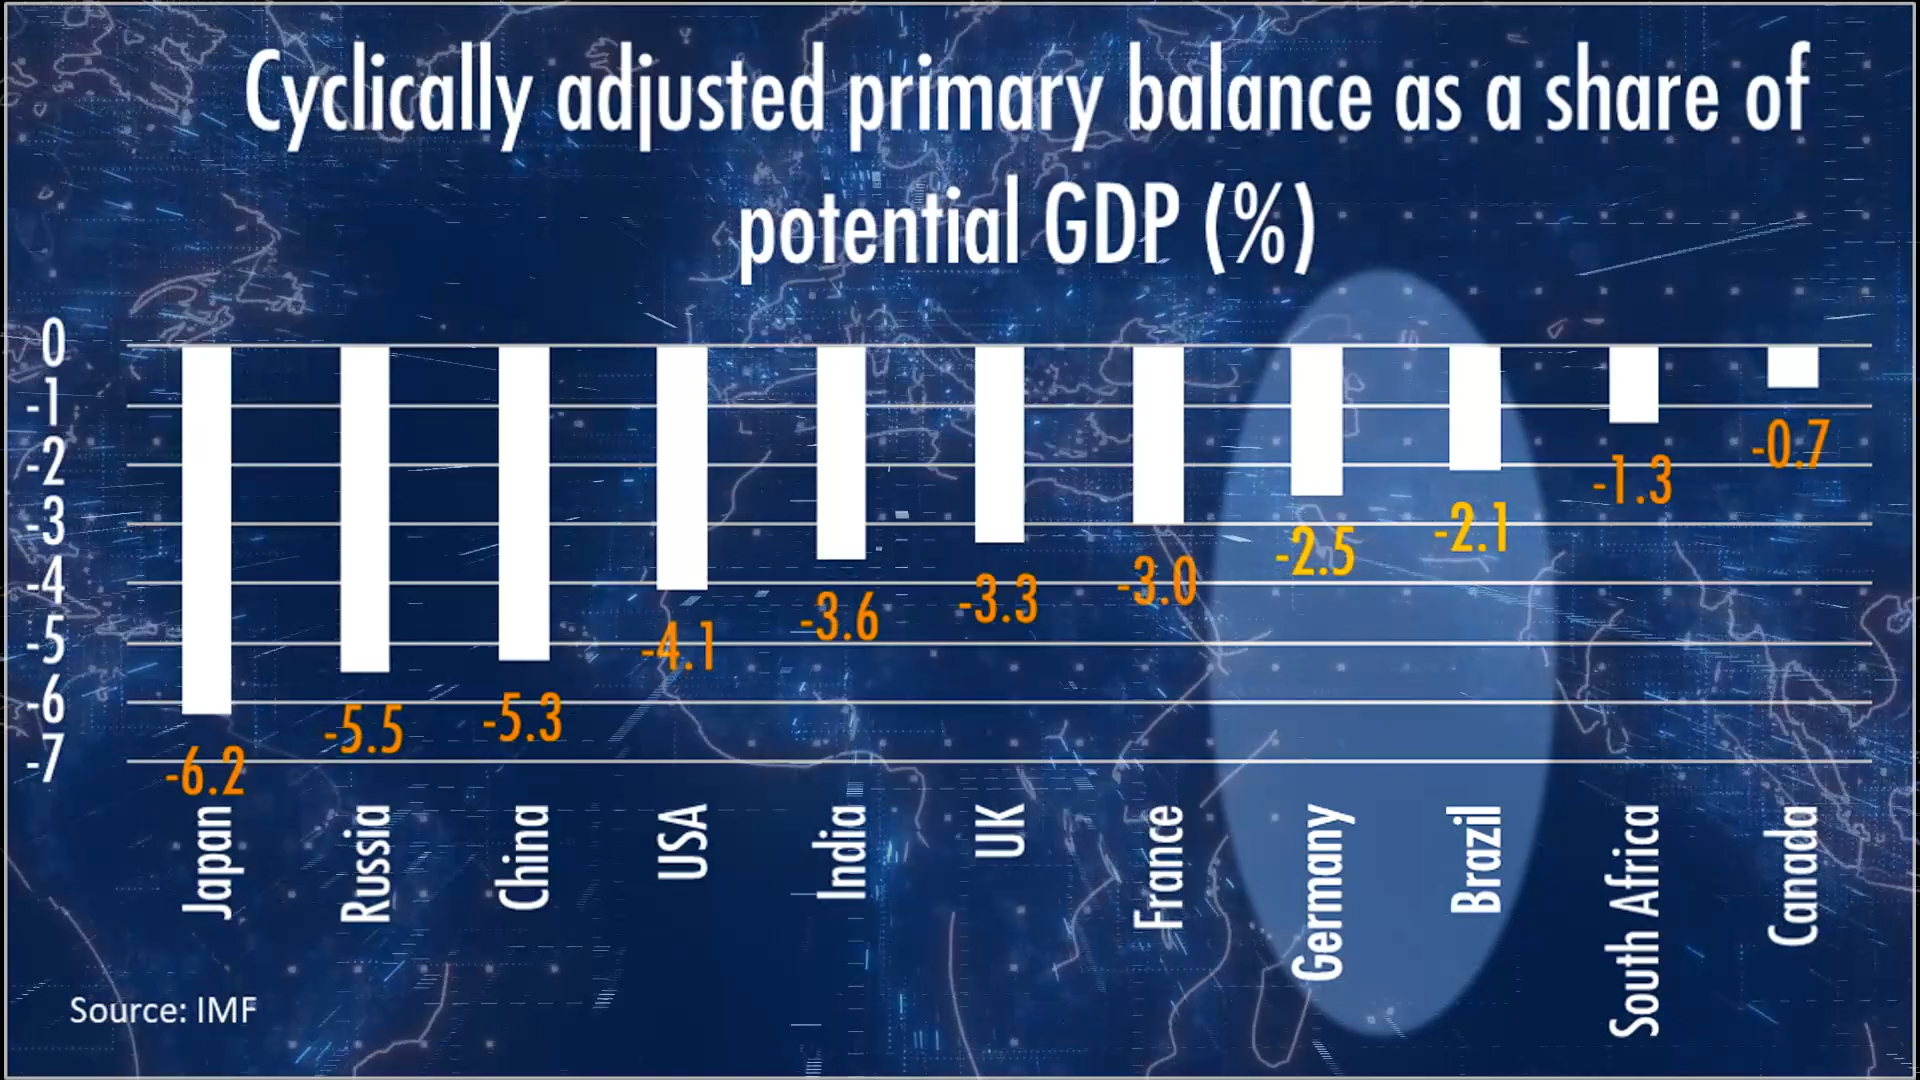 Cyclically adjusted primary balance as a share of
potential GDP (%)
0
-1
-2
-3
-4
-5
-6
-7
-6.2
-5.5
-5.3
-4.1
-3.6
-3.3
-3.0
-2.5
-2.1
-1.3
-0.7
Japan
Russia
China
USA
India
UK
France
Germany
Brazil
South Africa
Canada
Source: IMF